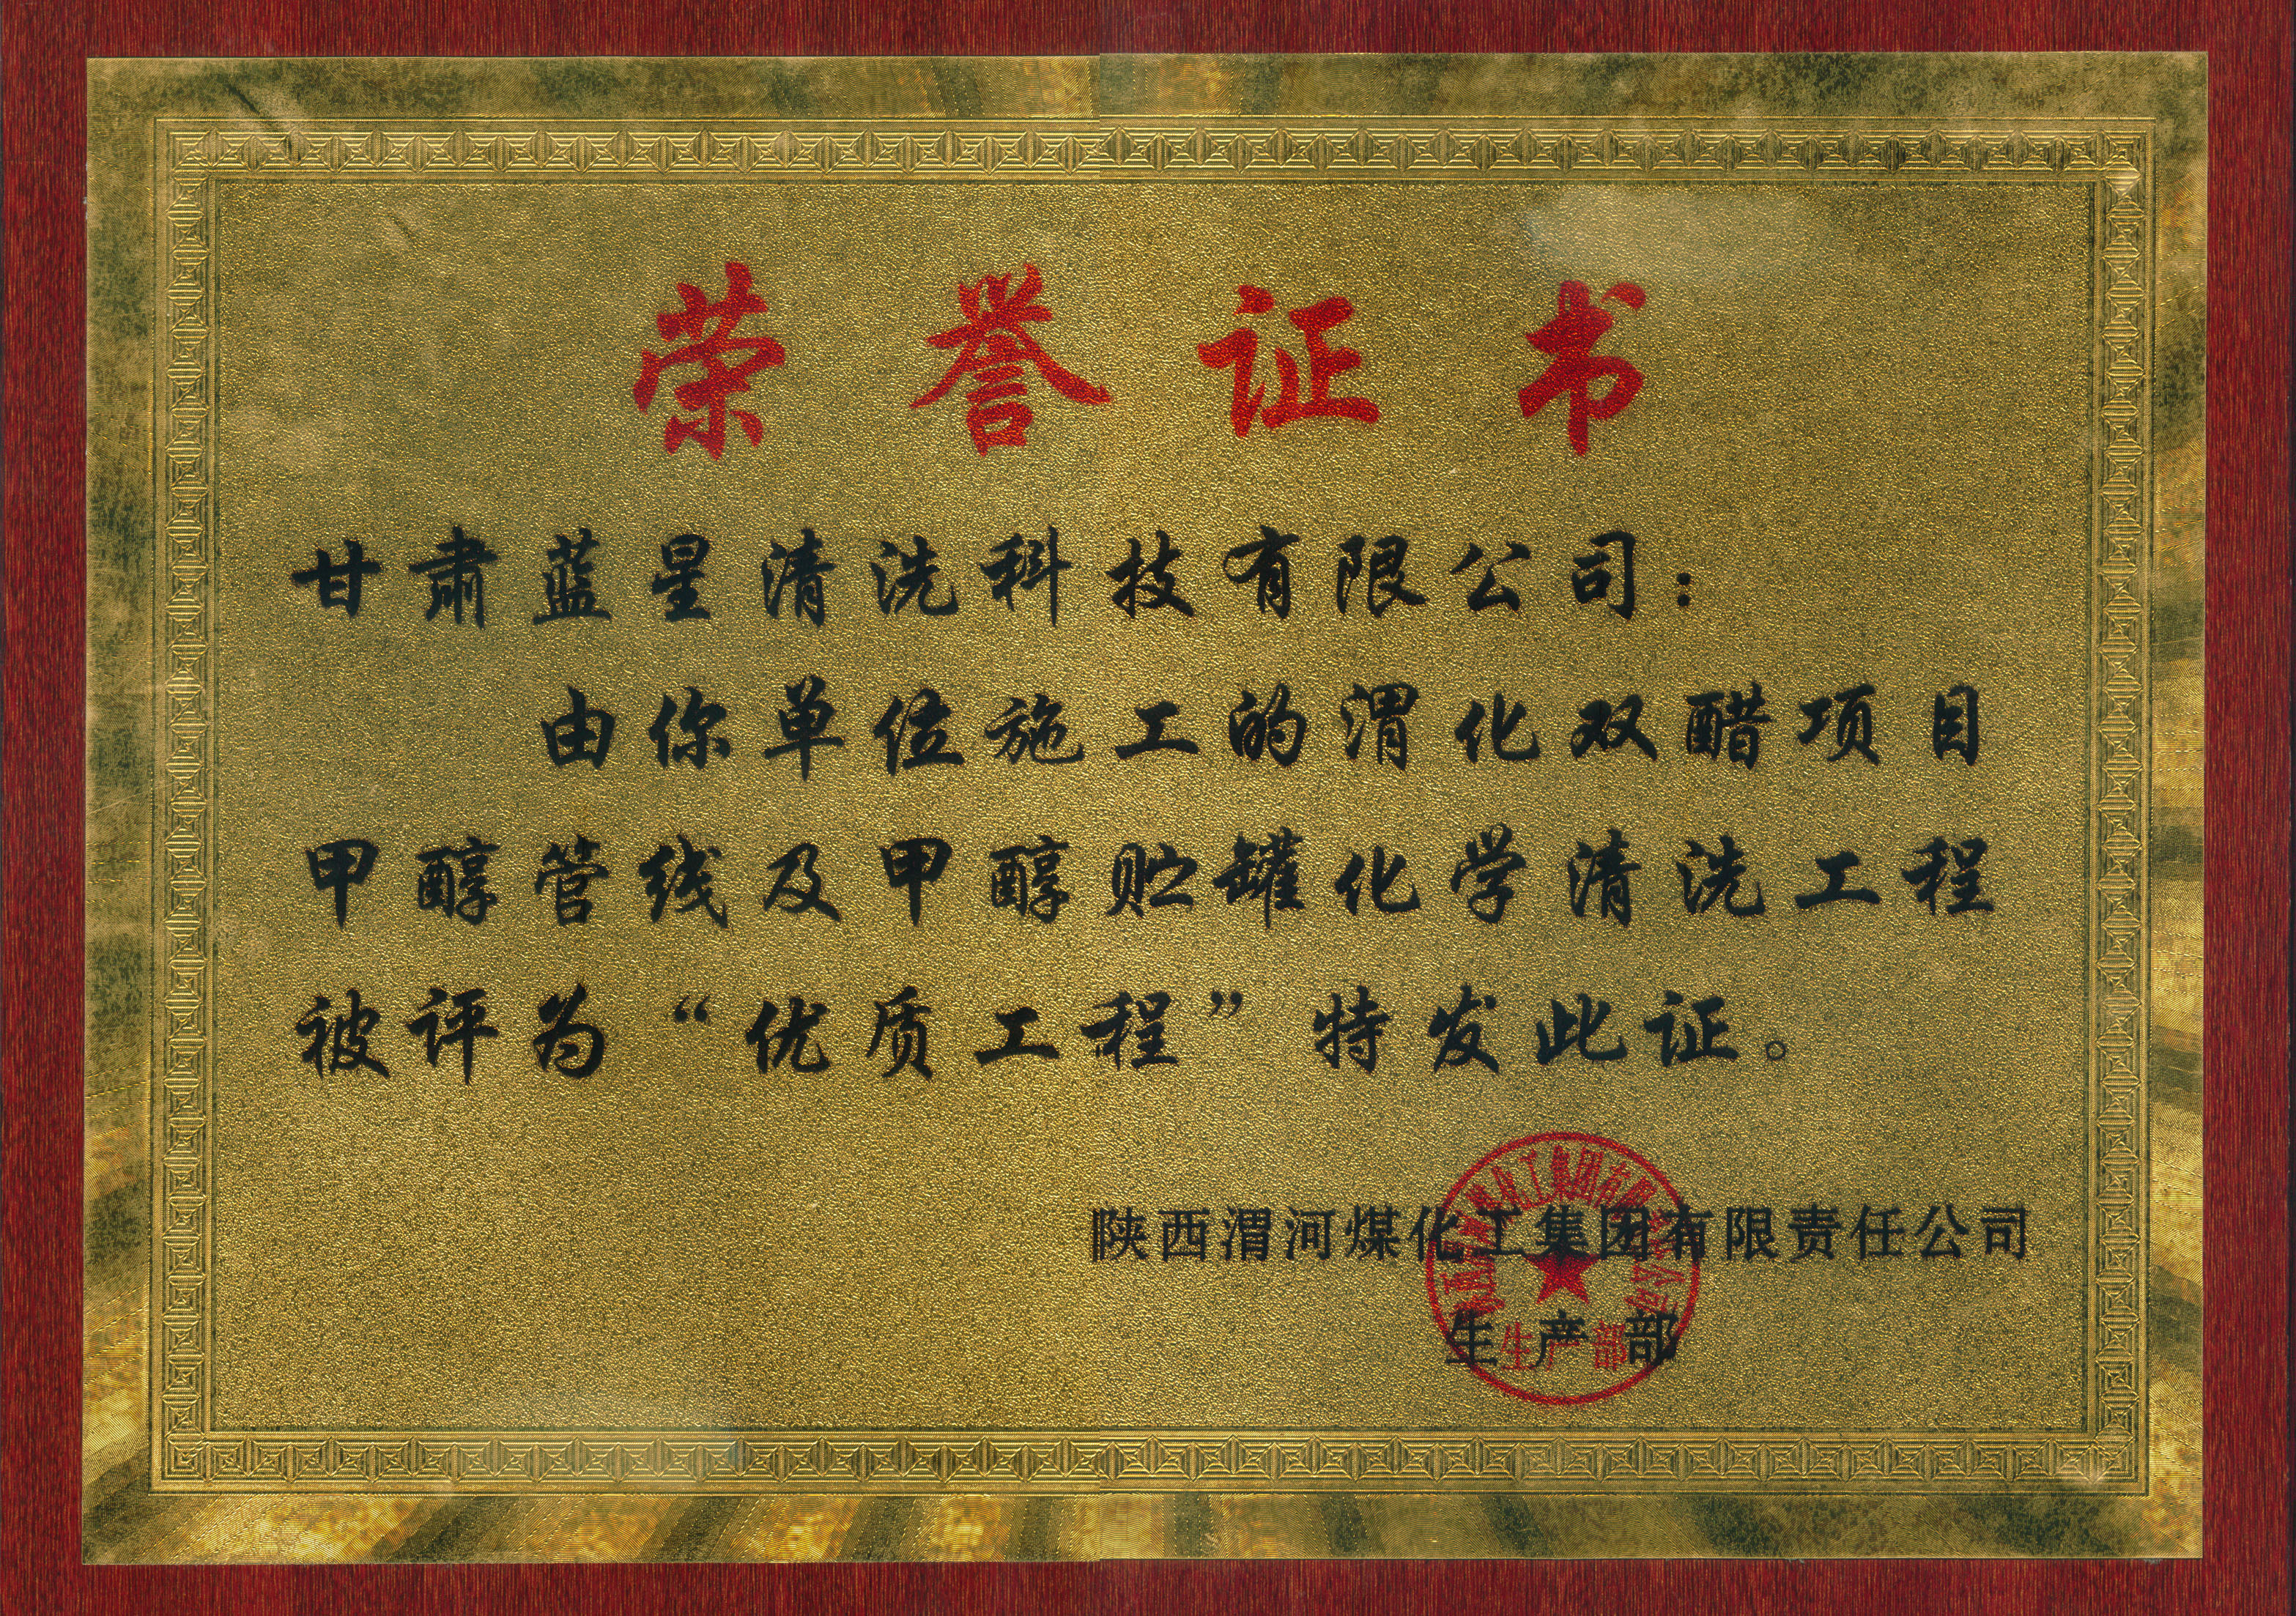 荣誉证书
甘肃蓝星清洗科技有限公司：
由你单位施工的渭化双醋项目
甲醇管线及甲醇贮罐化学清洗工程
被评为“优质工程”特发此证。
陕西渭河煤化工集团有限责任公司
生产部
生产部